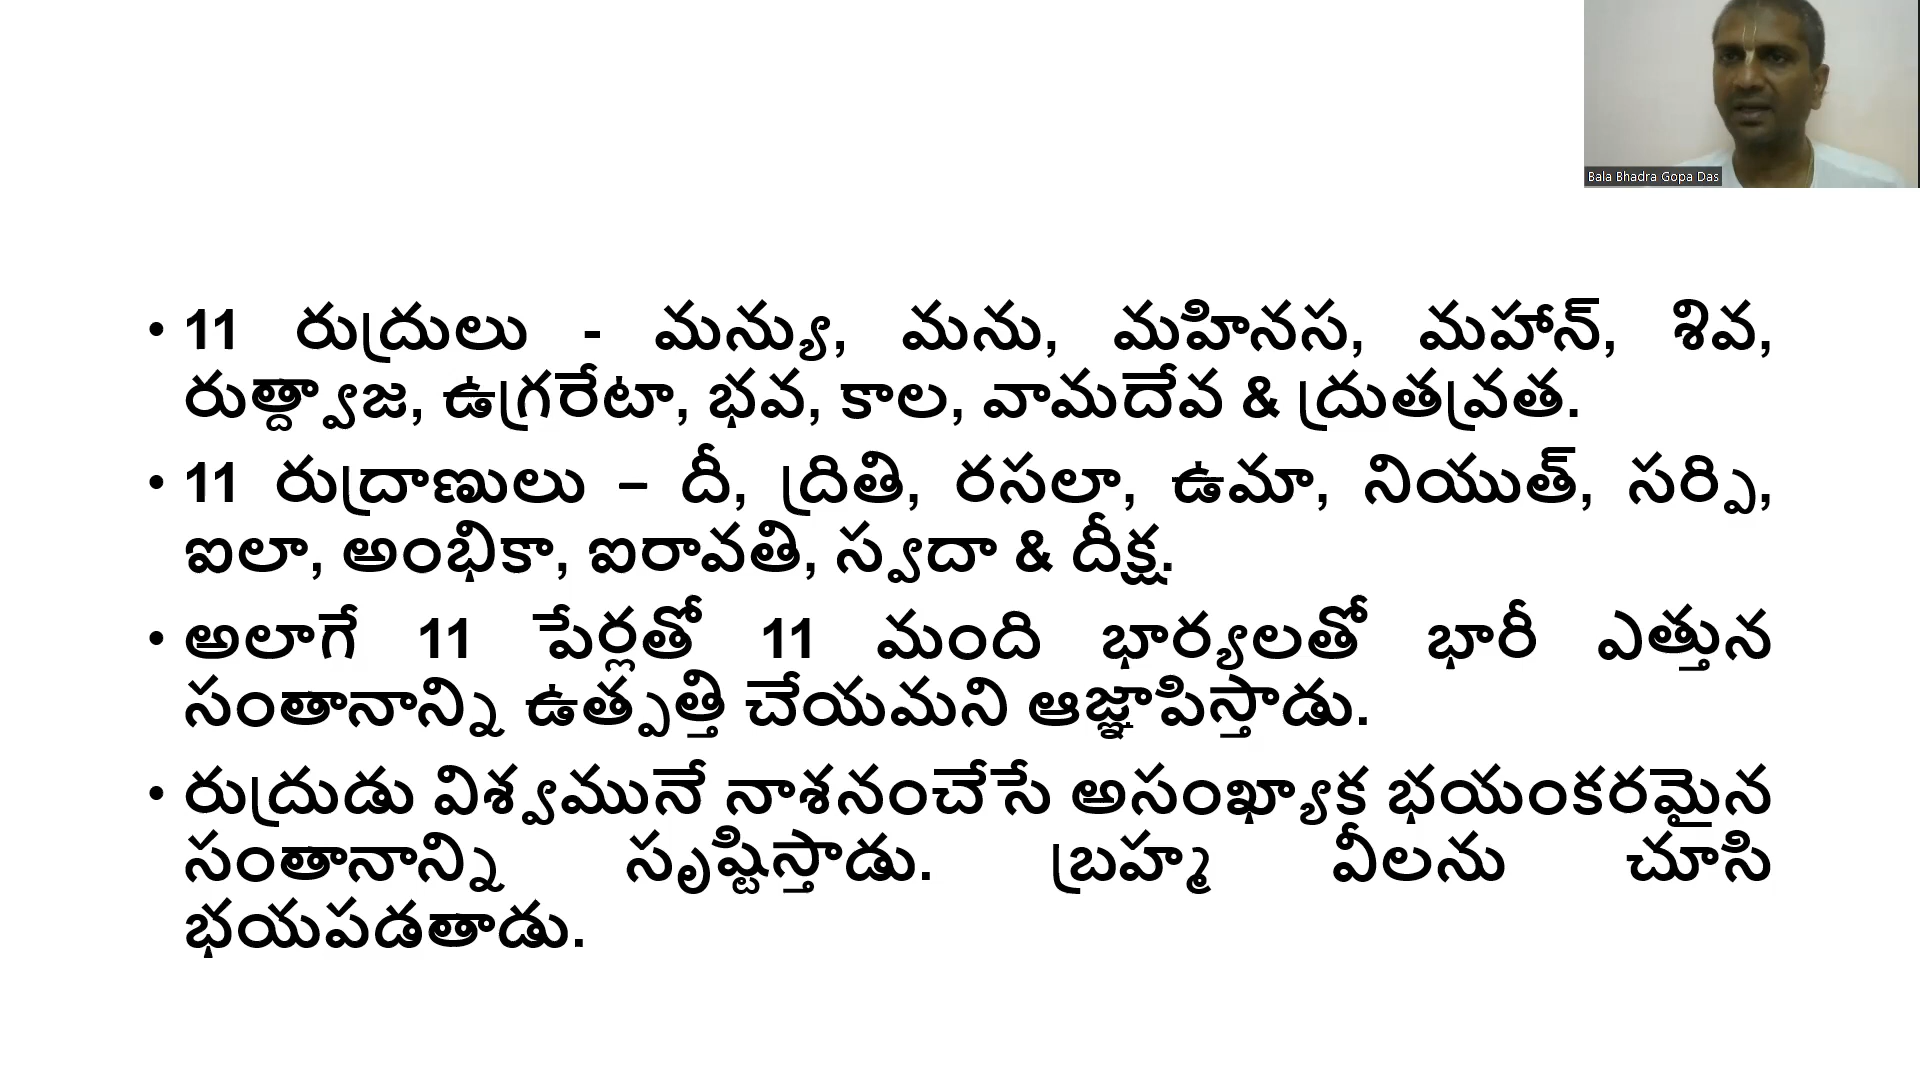 Bala Bhadra Gopa Das
• 11 రుద్రులు - మన్యు, మను, మహినస, మహాన్, శివ,
రుత్ద్వాజ, ఉగ్రరేటా, భవ, కాల, వామదేవ & ద్రుతవ్రత.
• 11 రుద్రాణులు – దీ, ద్రితి, రసలా, ఉమా, నియుత్, సర్పి,
ఐలా, అంభికా, ఐరావతి, స్వదా & దీక్ష.
• అలాగే 11 పేర్లతో 11 మంది భార్యలతో భారీ ఎత్తున
సంతానాన్ని ఉత్పత్తి చేయమని ఆజ్ఞాపిస్తాడు.
• రుద్రుడు విశ్వమునే నాశనంచేసే అసంఖ్యాక భయంకరమైన
సంతానాన్ని సృష్టిస్తాడు. బ్రహ్మ వీలను చూసి
భయపడతాడు.